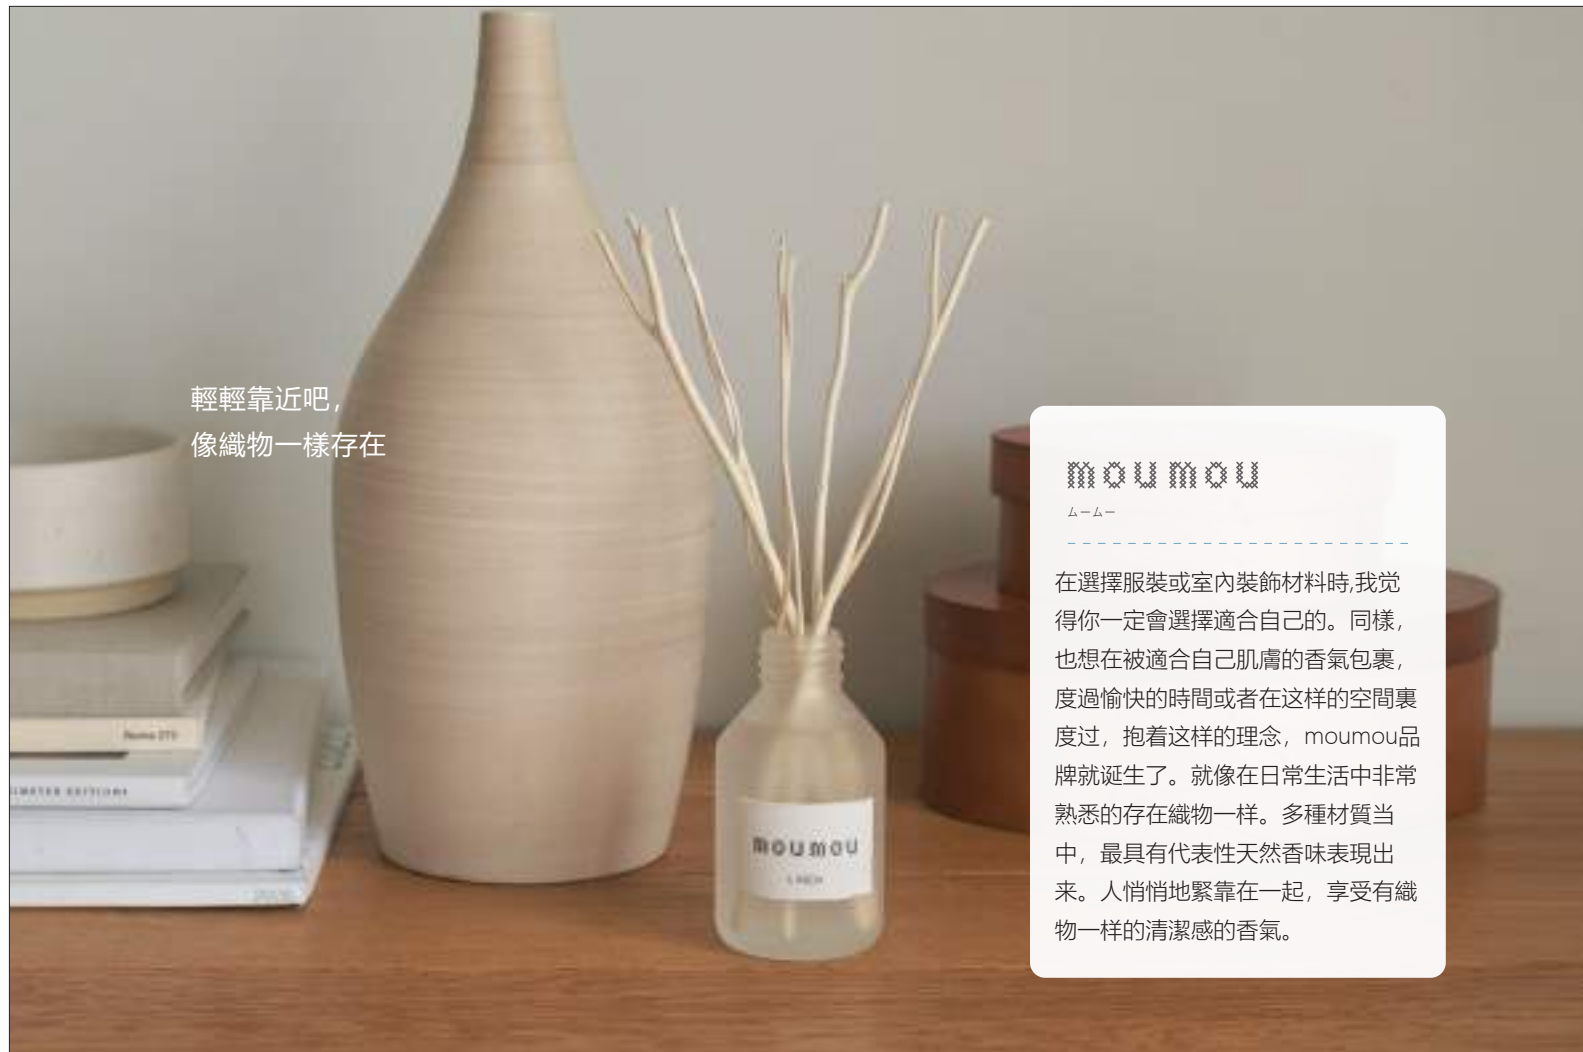 輕輕靠近吧，
像織物一樣存在
moumou
ムームー
在選擇服裝或室內裝飾材料時,我觉
得你一定會選擇適合自己的。同樣，
也想在被適合自己肌膚的香氣包裹，
度過愉快的時間或者在这样的空間裏
度过，抱着这样的理念，moumou品
牌就诞生了。就像在日常生活中非常
熟悉的存在織物一样。多種材質当
中，最具有代表性天然香味表現出
来。人悄悄地緊靠在一起，享受有織
物一样的清潔感的香氣。
moumou